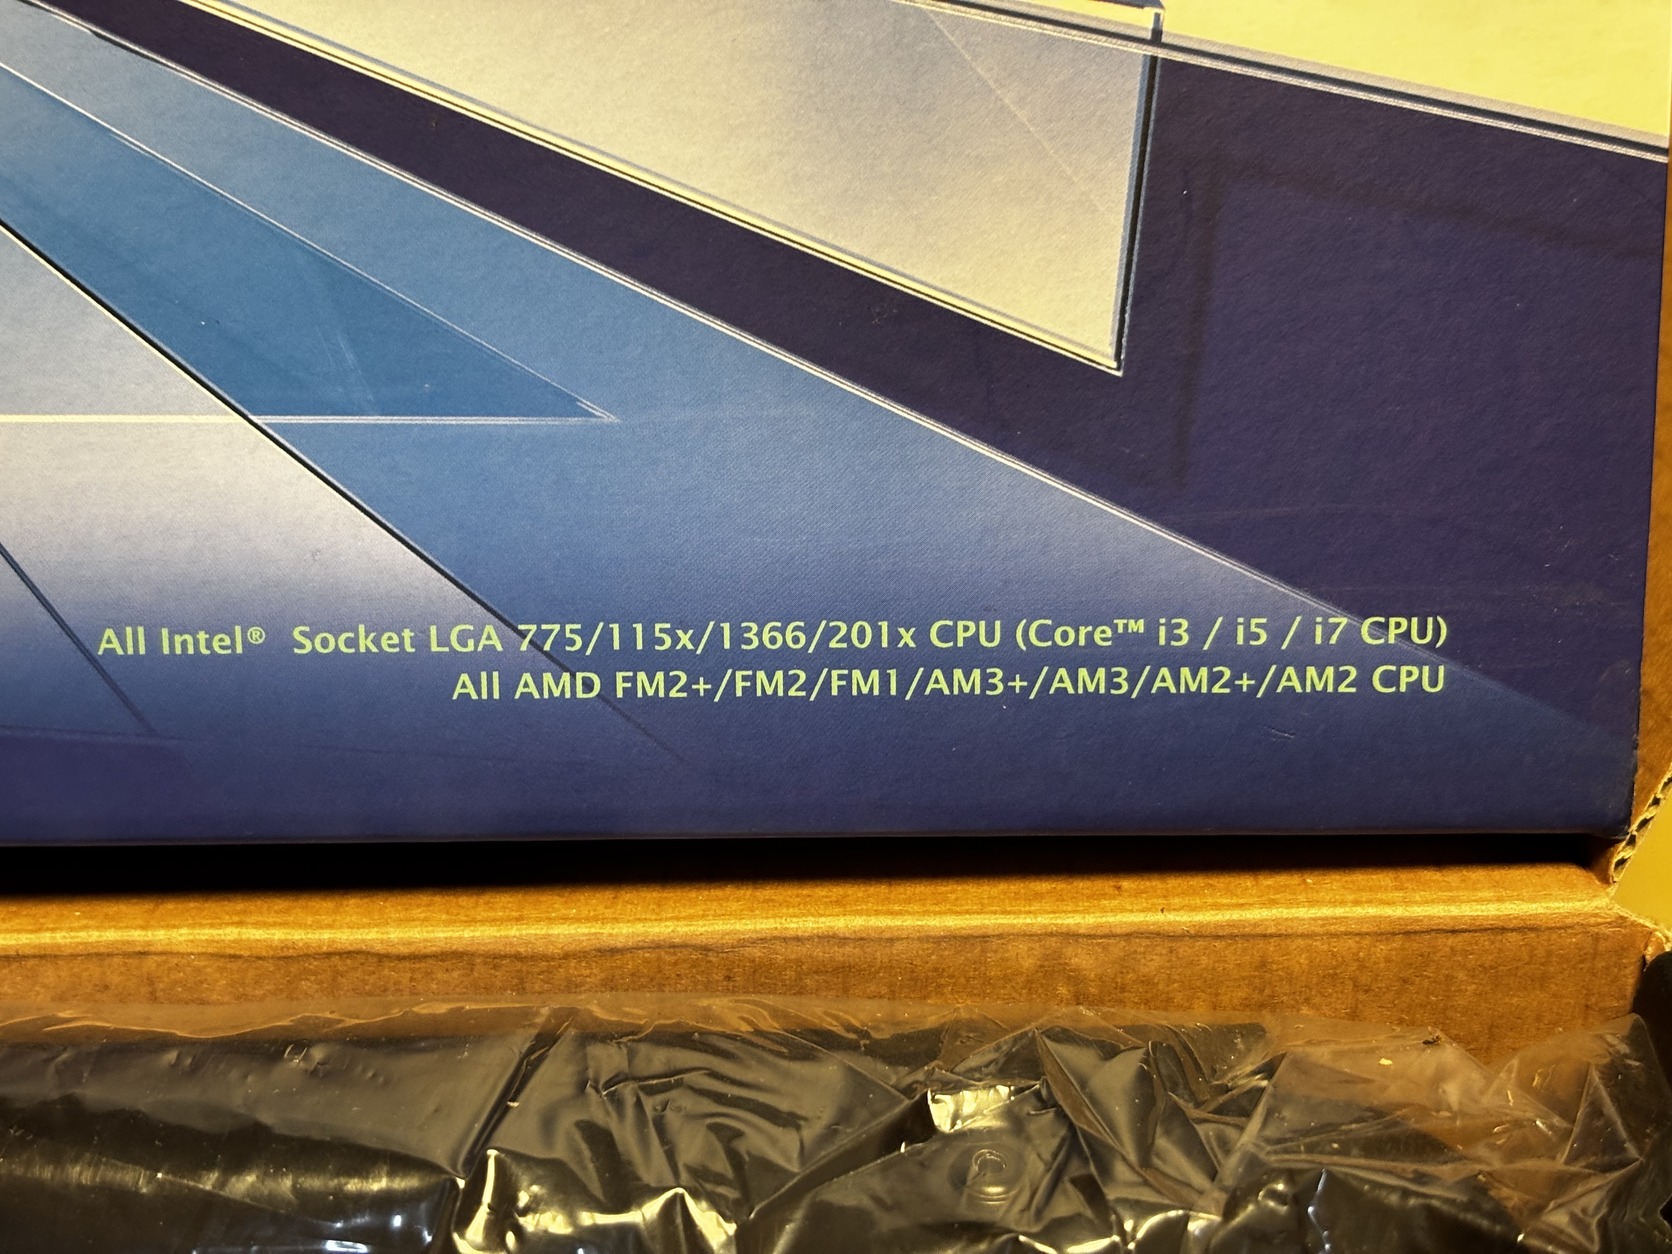 All Intel® Socket LGA 775/115x/1366/201x CPU (Core™ i3 / i5 / i7 CPU)
All AMD FM2+/FM2/FM1/AM3+/AM3/AM2+/AM2 CPU